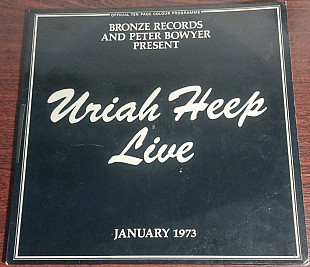 OFFICIAL TEN PAGE COLOUR PROGRAMME
BRONZE RECORDS
AND PETER BOWYER
PRESENT
Uriah Heep
Live
JANUARY 1973